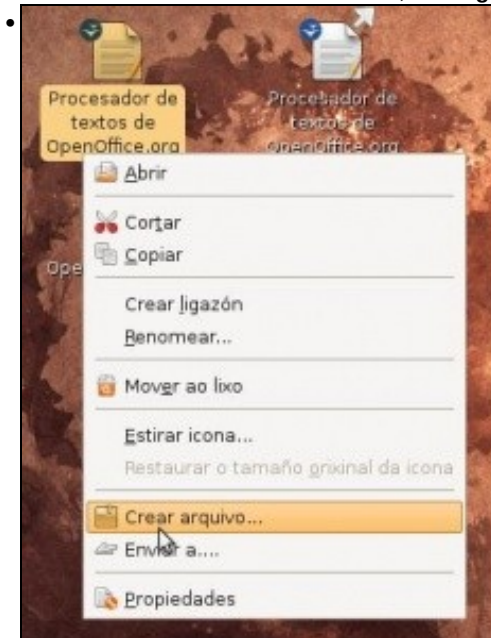 Procesador de
textos de
OpenOffice.org
Procesador de
textos de
OpenOffice.org
Ope
Abrir
Cortar
Copiar
Crear ligazón
Renomear...
Mover ao lixo
Estirar icona...
Restaurar o tamaño orixinal da icona
Crear arquivo...
Enviar a....
Propiedades